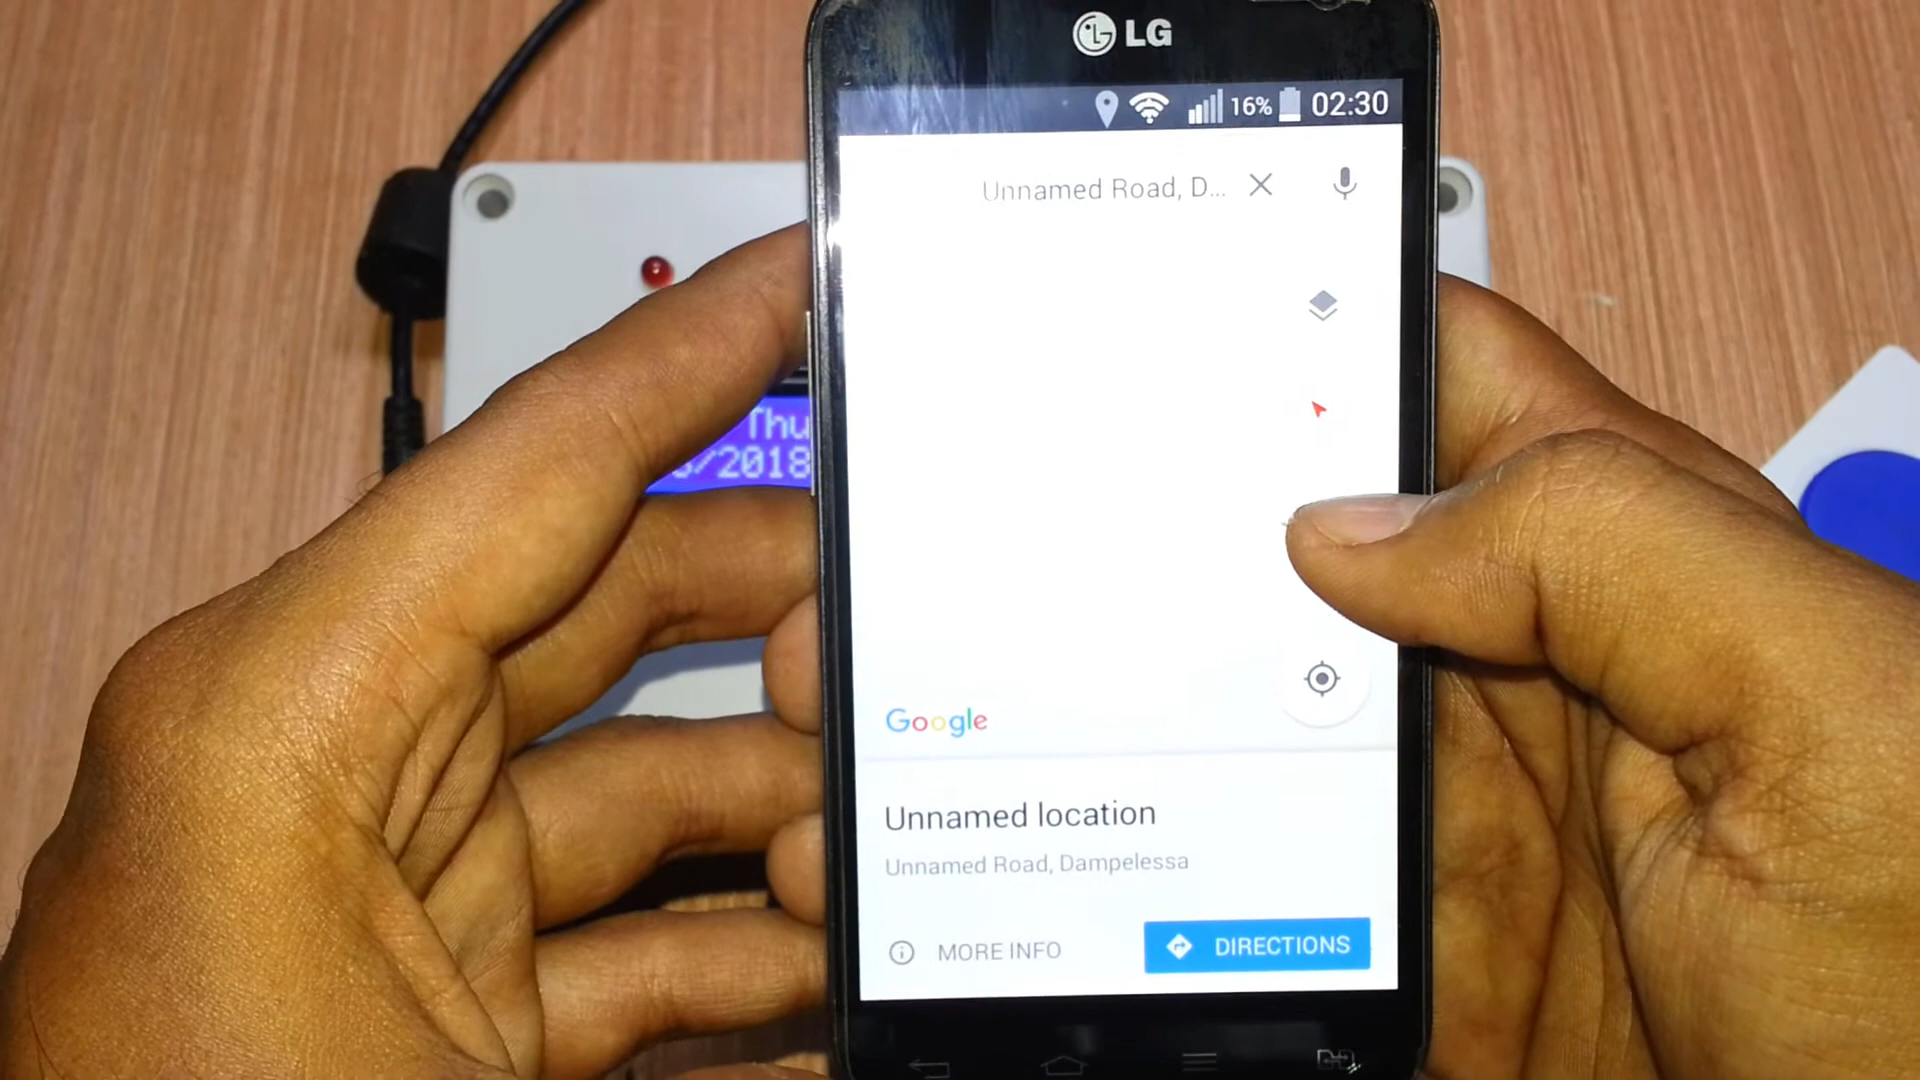 LG
16% 02:30
Unnamed Road, D...
Thu
/2018
Google
Unnamed location
Unnamed Road, Dampelessa
MORE INFO
DIRECTIONS